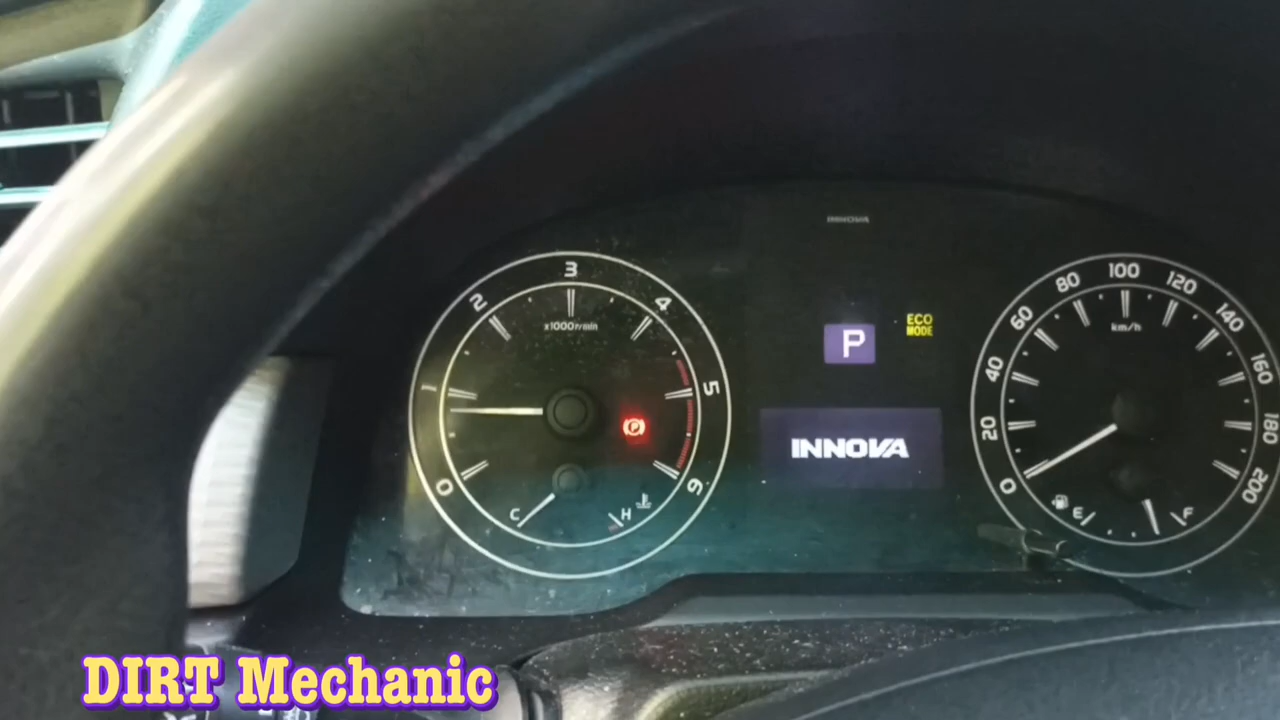 INNOVA
0
1
2
3
4
5
6
x1000r/min
P
C
H
P
ECO
MODE
INNOVA
0
20
40
60
80
100
120
140
160
180
200
km/h
E
F
DIRT Mechanic